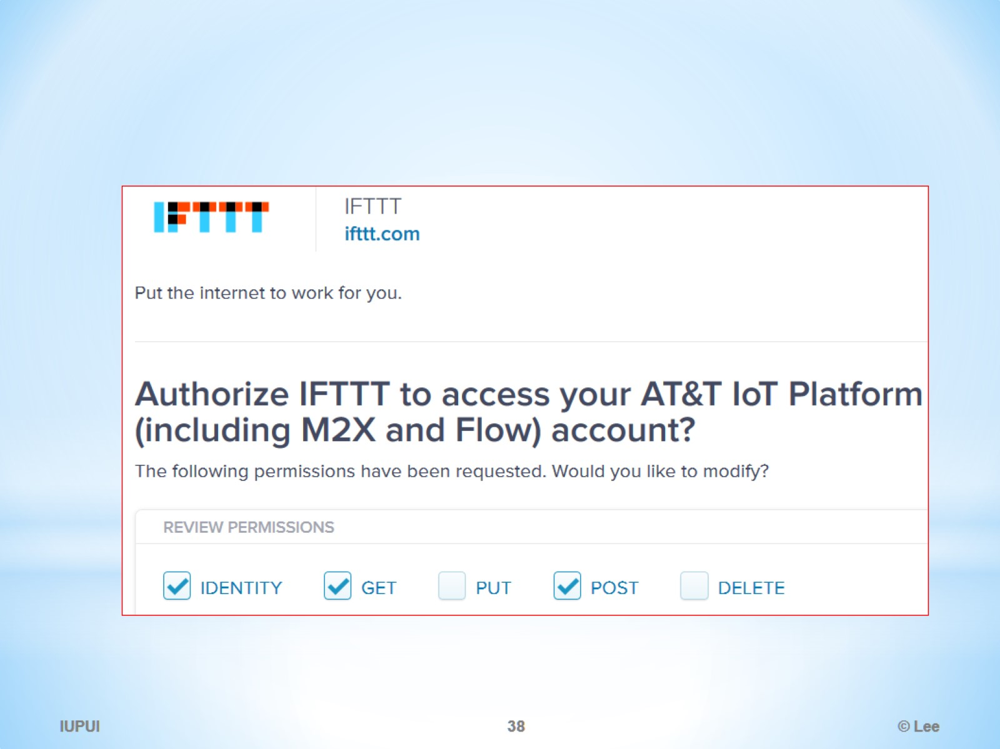 IFTTT
IFTTT
ifttt.com
Put the internet to work for you.
Authorize IFTTT to access your AT&T IoT Platform
(including M2X and Flow) account?
The following permissions have been requested. Would you like to modify?
REVIEW PERMISSIONS
IDENTITY GET PUT POST DELETE
IUPUI 38 © Lee